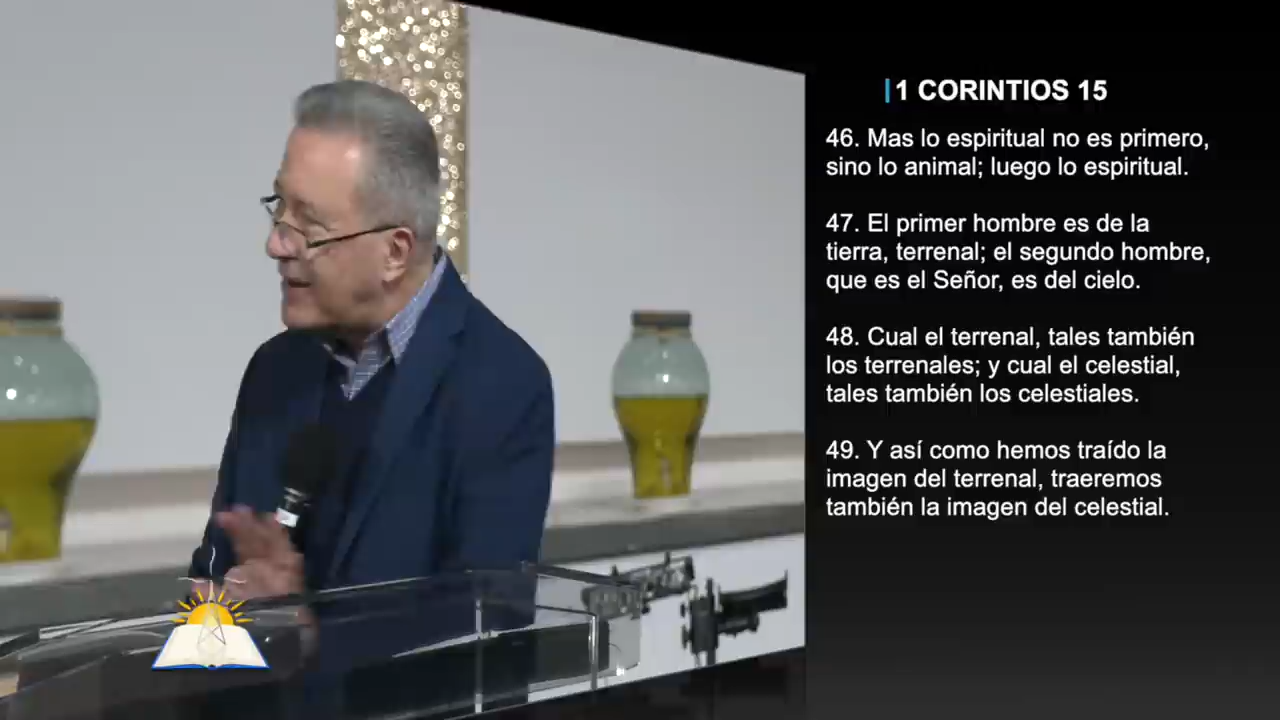 1 CORINTIOS 15
46. Mas lo espiritual no es primero,
sino lo animal; luego lo espiritual.
47. El primer hombre es de la
tierra, terrenal; el segundo hombre,
que es el Señor, es del cielo.
48. Cual el terrenal, tales también
los terrenales; y cual el celestial,
tales también los celestiales.
49. Y así como hemos traído la
imagen del terrenal, traeremos
también la imagen del celestial.